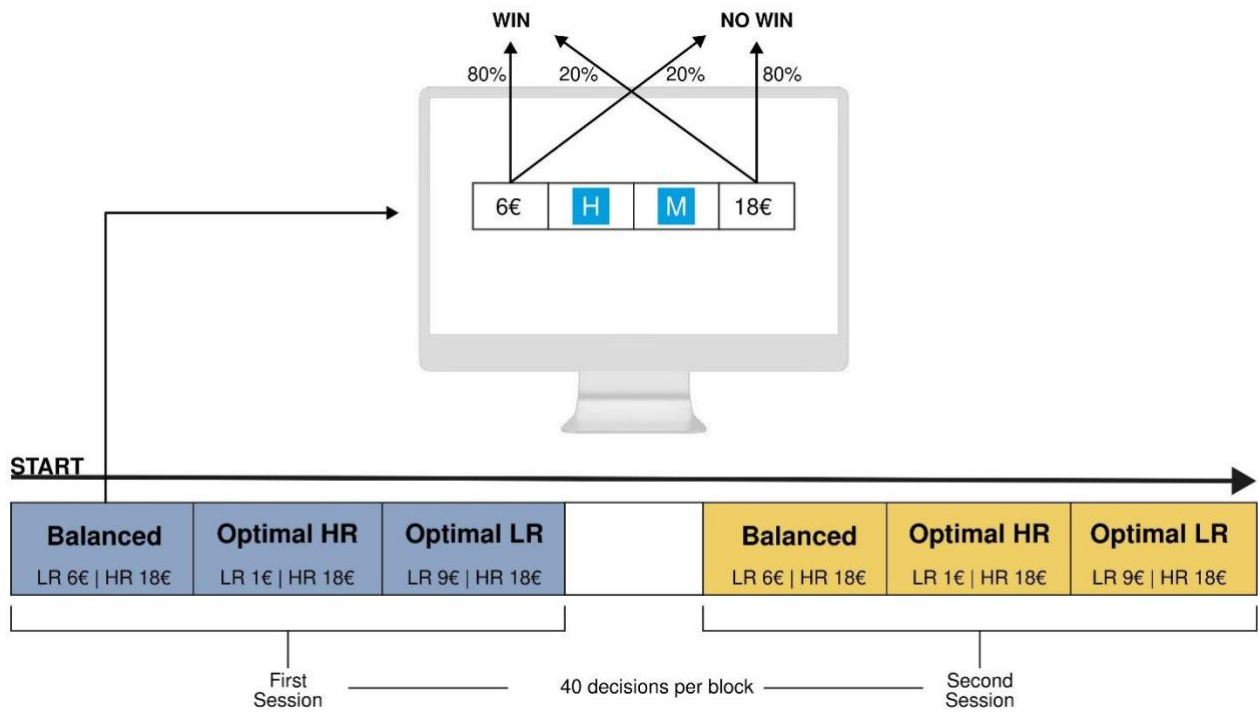 WIN NO WIN
80% 20% 20% 80%
6€ H M 18€
START
Balanced Optimal HR Optimal LR Balanced Optimal HR Optimal LR
LR 6€ | HR 18€ LR 1€ | HR 18€ LR 9€ | HR 18€ LR 6€ | HR 18€ LR 1€ | HR 18€ LR 9€ | HR 18€
First
Session
40 decisions per block
Second
Session